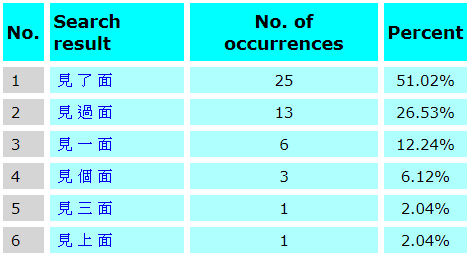 No. Search result No. of occurrences Percent
1 見了面 25 51.02%
2 見過面 13 26.53%
3 見一面 6 12.24%
4 見個面 3 6.12%
5 見三面 1 2.04%
6 見上面 1 2.04%